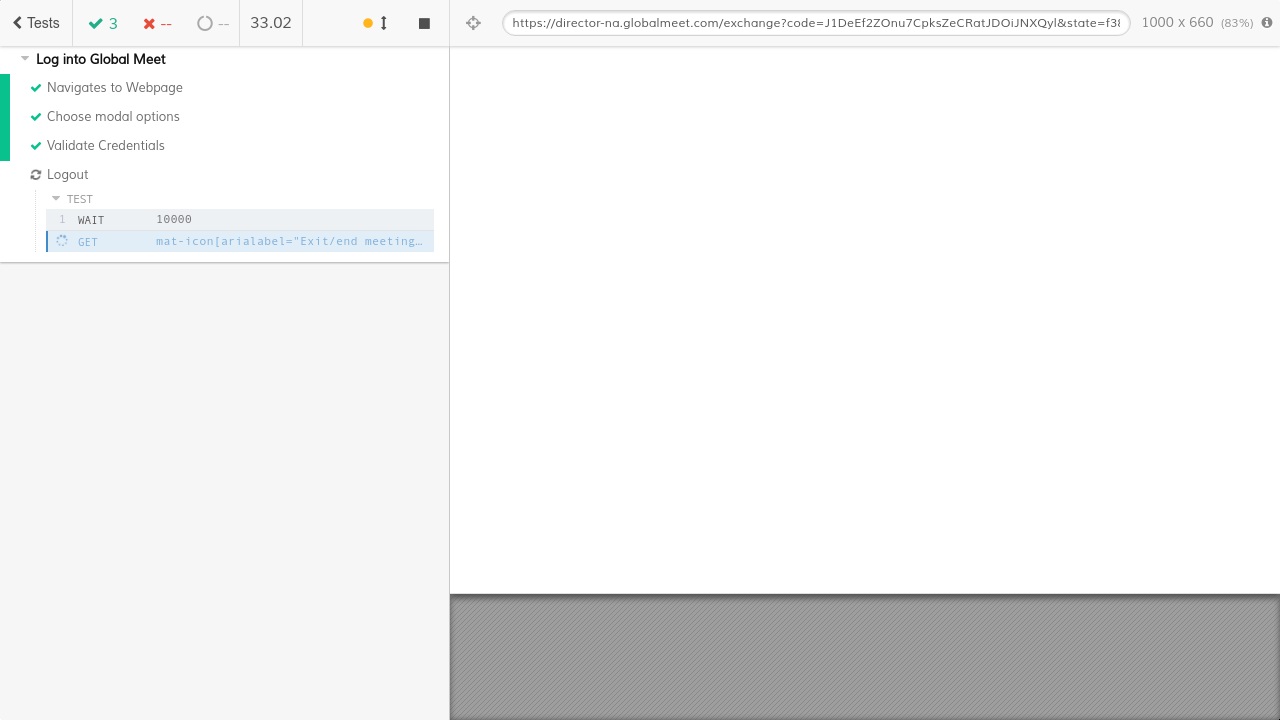 Tests 3 -- -- 33.02
https://director-na.globalmeet.com/exchange?code=J1DeEf2ZOnu7CpksZeCRatJDOiJNXQyl&state=f38
1000 x 660 (83%)
Log into Global Meet
Navigates to Webpage
Choose modal options
Validate Credentials
Logout
TEST
1 WAIT 10000
GET mat-icon[arialabel="Exit/end meeting…